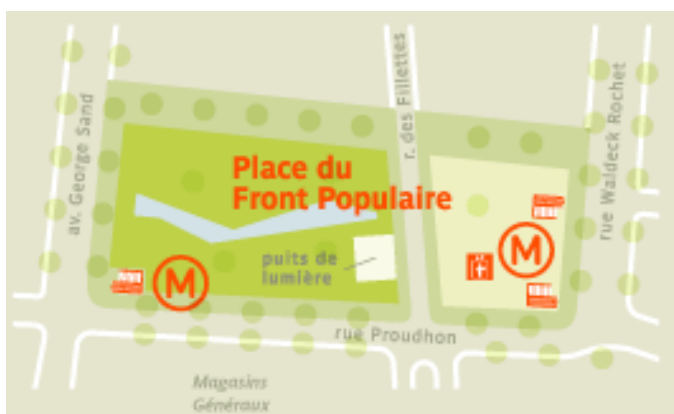 av. George Sand
r. des Fillettes
rue Waldeck Rochet
Place du
Front Populaire
puits de
lumière
M
M
rue Proudhon
Magasins
Généraux